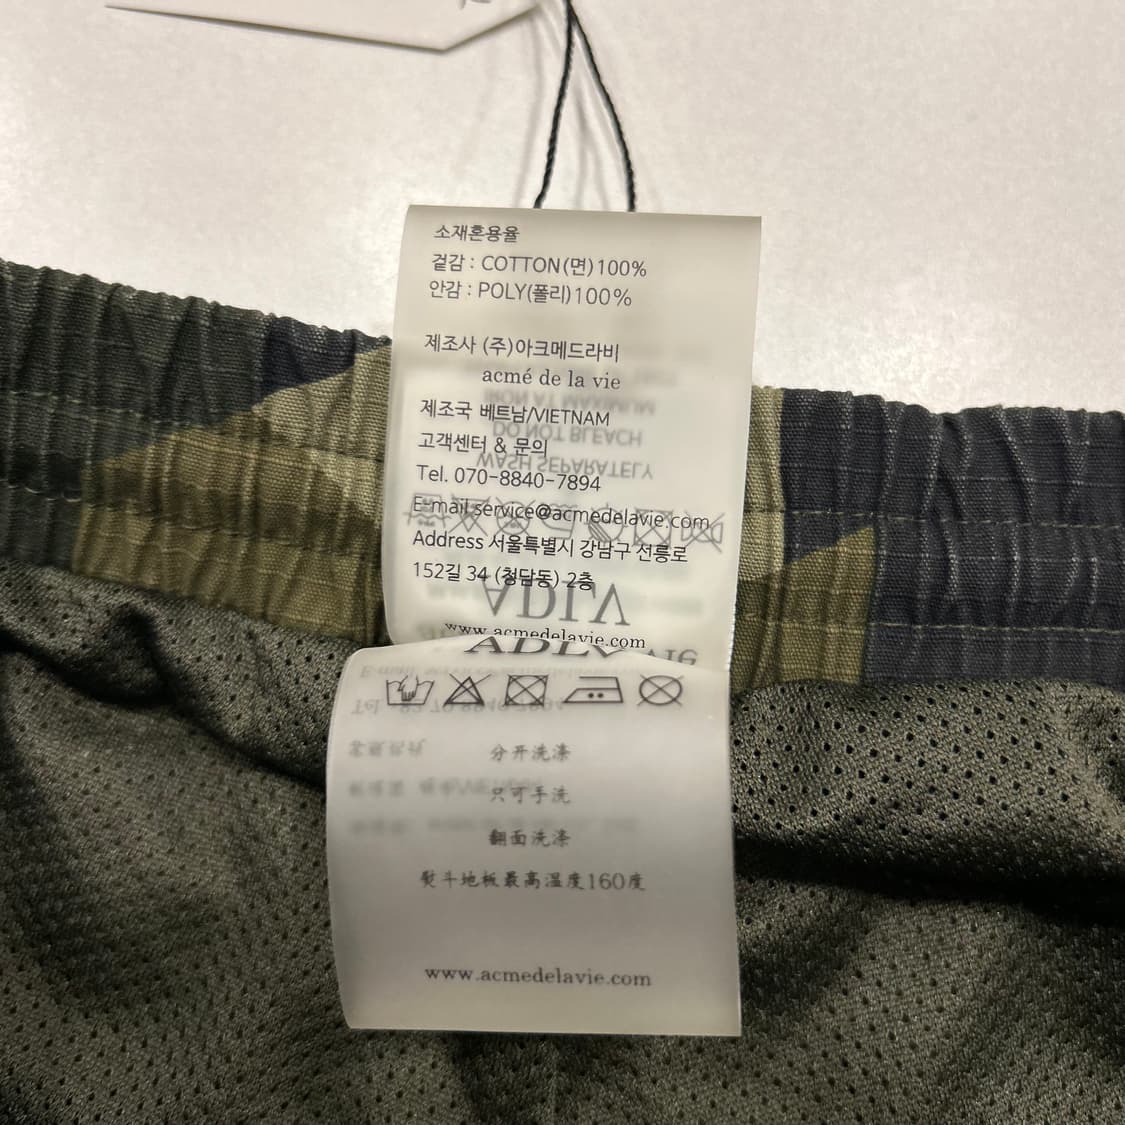 소재혼용율
겉감 : COTTON(면)100%
안감 : POLY(폴리)100%
제조사 (주)아크메드라비
acmé de la vie
제조국 베트남/VIETNAM
고객센터 & 문의
Tel. 070-8840-7894
E-mail service@acmedelavie.com
Address 서울특별시 강남구 선릉로
152길 34 (청담동) 2층
www.acmedelavie.com
ADLV
分开洗涤
只可手洗
翻面洗涤
熨斗地板最高温度160度
www.acmedelavie.com